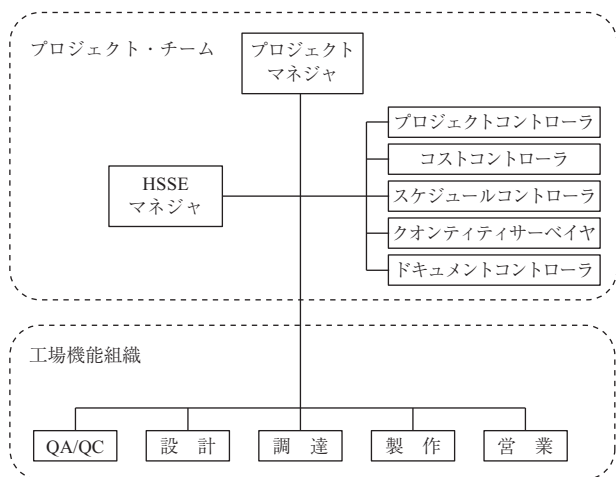 プロジェクト・チーム
プロジェクト
マネジャ
プロジェクトコントローラ
コストコントローラ
HSSE
マネジャ
スケジュールコントローラ
クオンティティサーベイヤ
ドキュメントコントローラ
工場機能組織
QA/QC
設 計
調 達
製 作
営 業